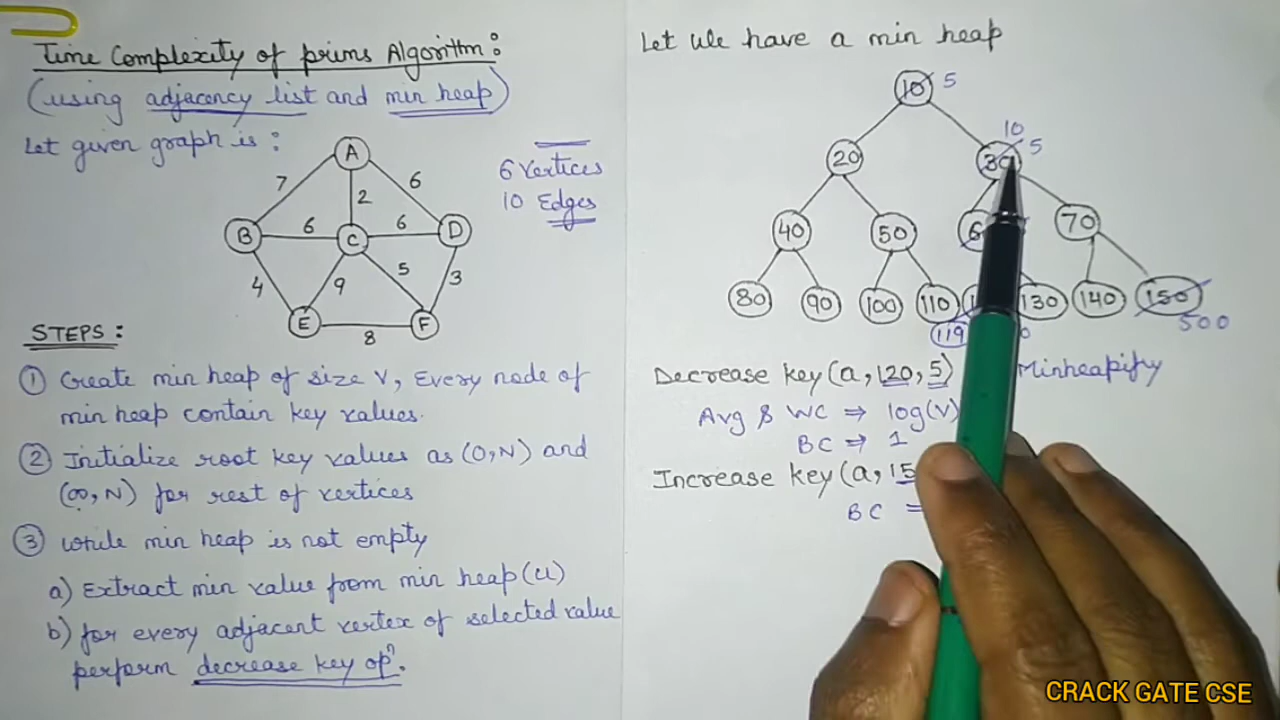 Time Complexity of prims Algorithm:
(using adjacency list and min heap)
Let given graph is:
A
7
2
6
B
6
C
6
D
4
9
5
3
E
8
F
6 Vertices
10 Edges
STEPS:
① Create min heap of size V, Every node of
min heap contain key values.
② Initialize root key values as (0,N) and
(∞,N) for rest of vertices
③ While min heap is not empty
a) Extract min value from min heap(u)
b) for every adjacent vertex of selected value
perform decrease key opⁿ.
Let We have a min heap
10 5
10
20 30 5
40 50 70
80 90 100 110 130 140 150
119 500
Decrease key(a,120,5) Minheapify
Avg & WC ⇒ log(V)
BC ⇒ 1
Increase key(a,15
BC =
CRACK GATE CSE